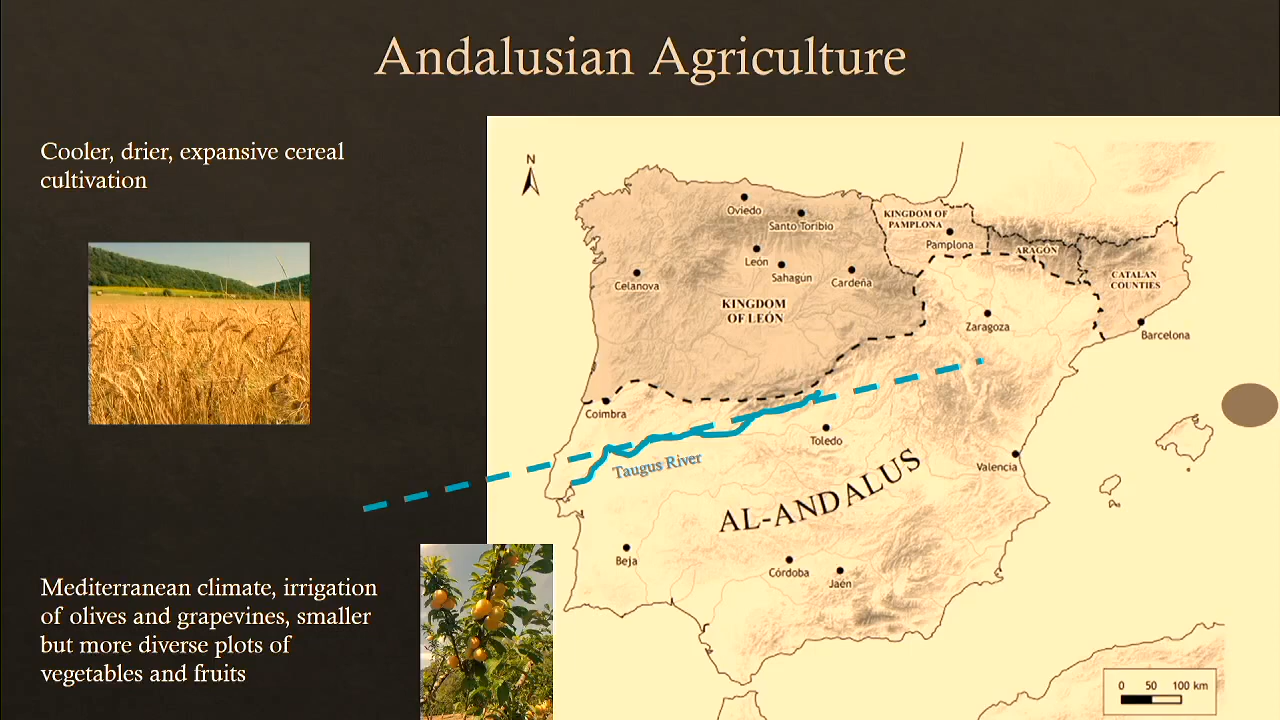 Andalusian Agriculture
Cooler, drier, expansive cereal
cultivation
Mediterranean climate, irrigation
of olives and grapevines, smaller
but more diverse plots of
vegetables and fruits
N
Oviedo
Santo Toribio
KINGDOM OF
PAMPLONA
Pamplona
ARAGÓN
León
Sahagún
Cardeña
Celanova
CATALAN
COUNTIES
KINGDOM
OF LEÓN
Zaragoza
Barcelona
Coimbra
Toledo
Taugus River
Valencia
AL-ANDALUS
Beja
Córdoba
Jaén
0 50 100 km